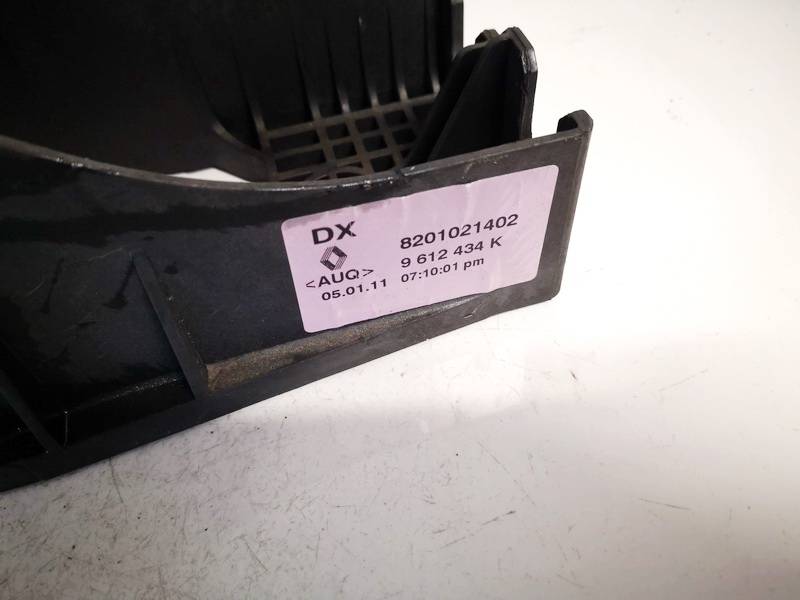 DX
8201021402
9 612 434 K
<AUQ>
05.01.11 07:10:01 pm